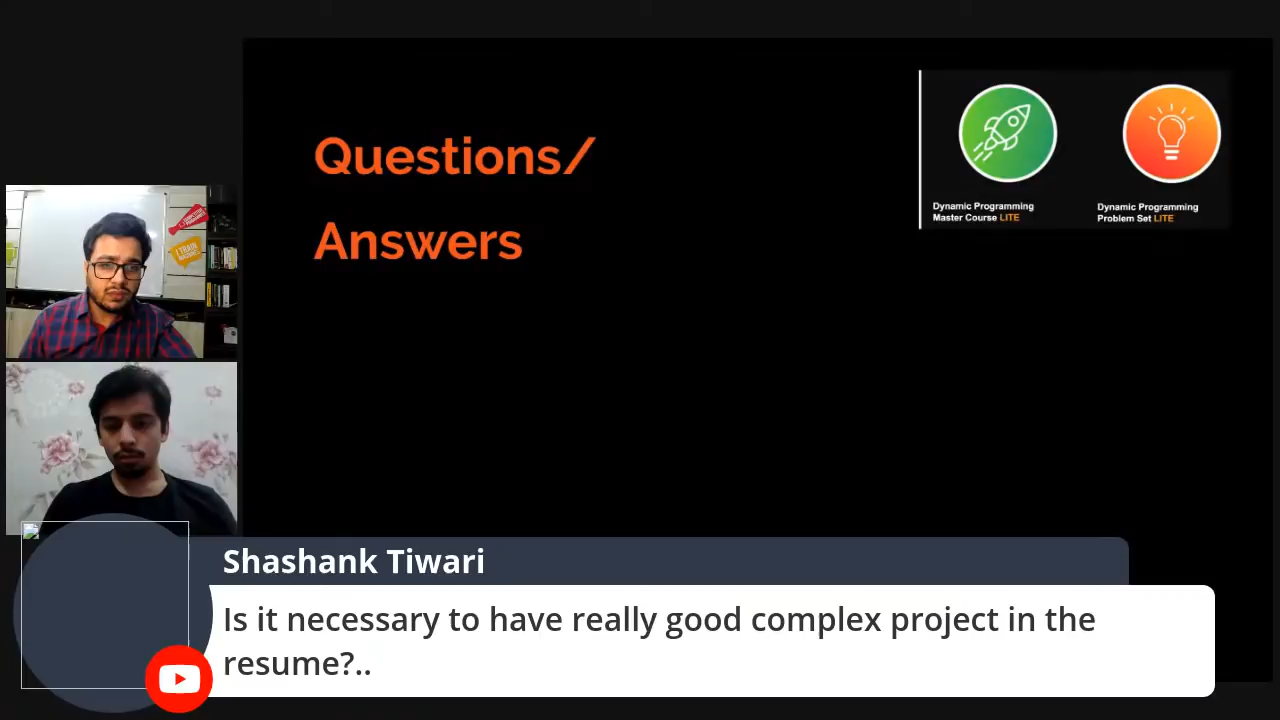 Questions/
Answers
Dynamic Programming
Master Course LITE
Dynamic Programming
Problem Set LITE
I TRAIN
Shashank Tiwari
Is it necessary to have really good complex project in the
resume?..